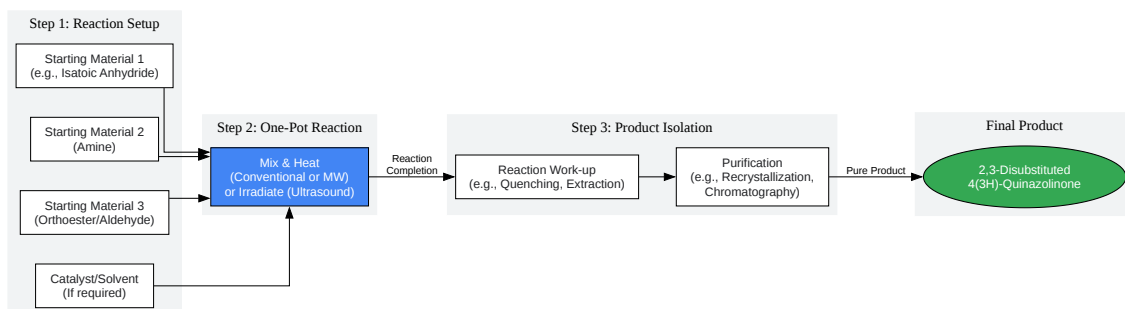 Step 1: Reaction Setup
Starting Material 1
(e.g., Isatoic Anhydride)
Starting Material 2
(Amine)
Starting Material 3
(Orthoester/Aldehyde)
Catalyst/Solvent
(If required)
Step 2: One-Pot Reaction
Mix & Heat
(Conventional or MW)
or Irradiate (Ultrasound)
Reaction
Completion
Step 3: Product Isolation
Reaction Work-up
(e.g., Quenching, Extraction)
Purification
(e.g., Recrystallization,
Chromatography)
Pure Product
Final Product
2,3-Disubstituted
4(3H)-Quinazolinone